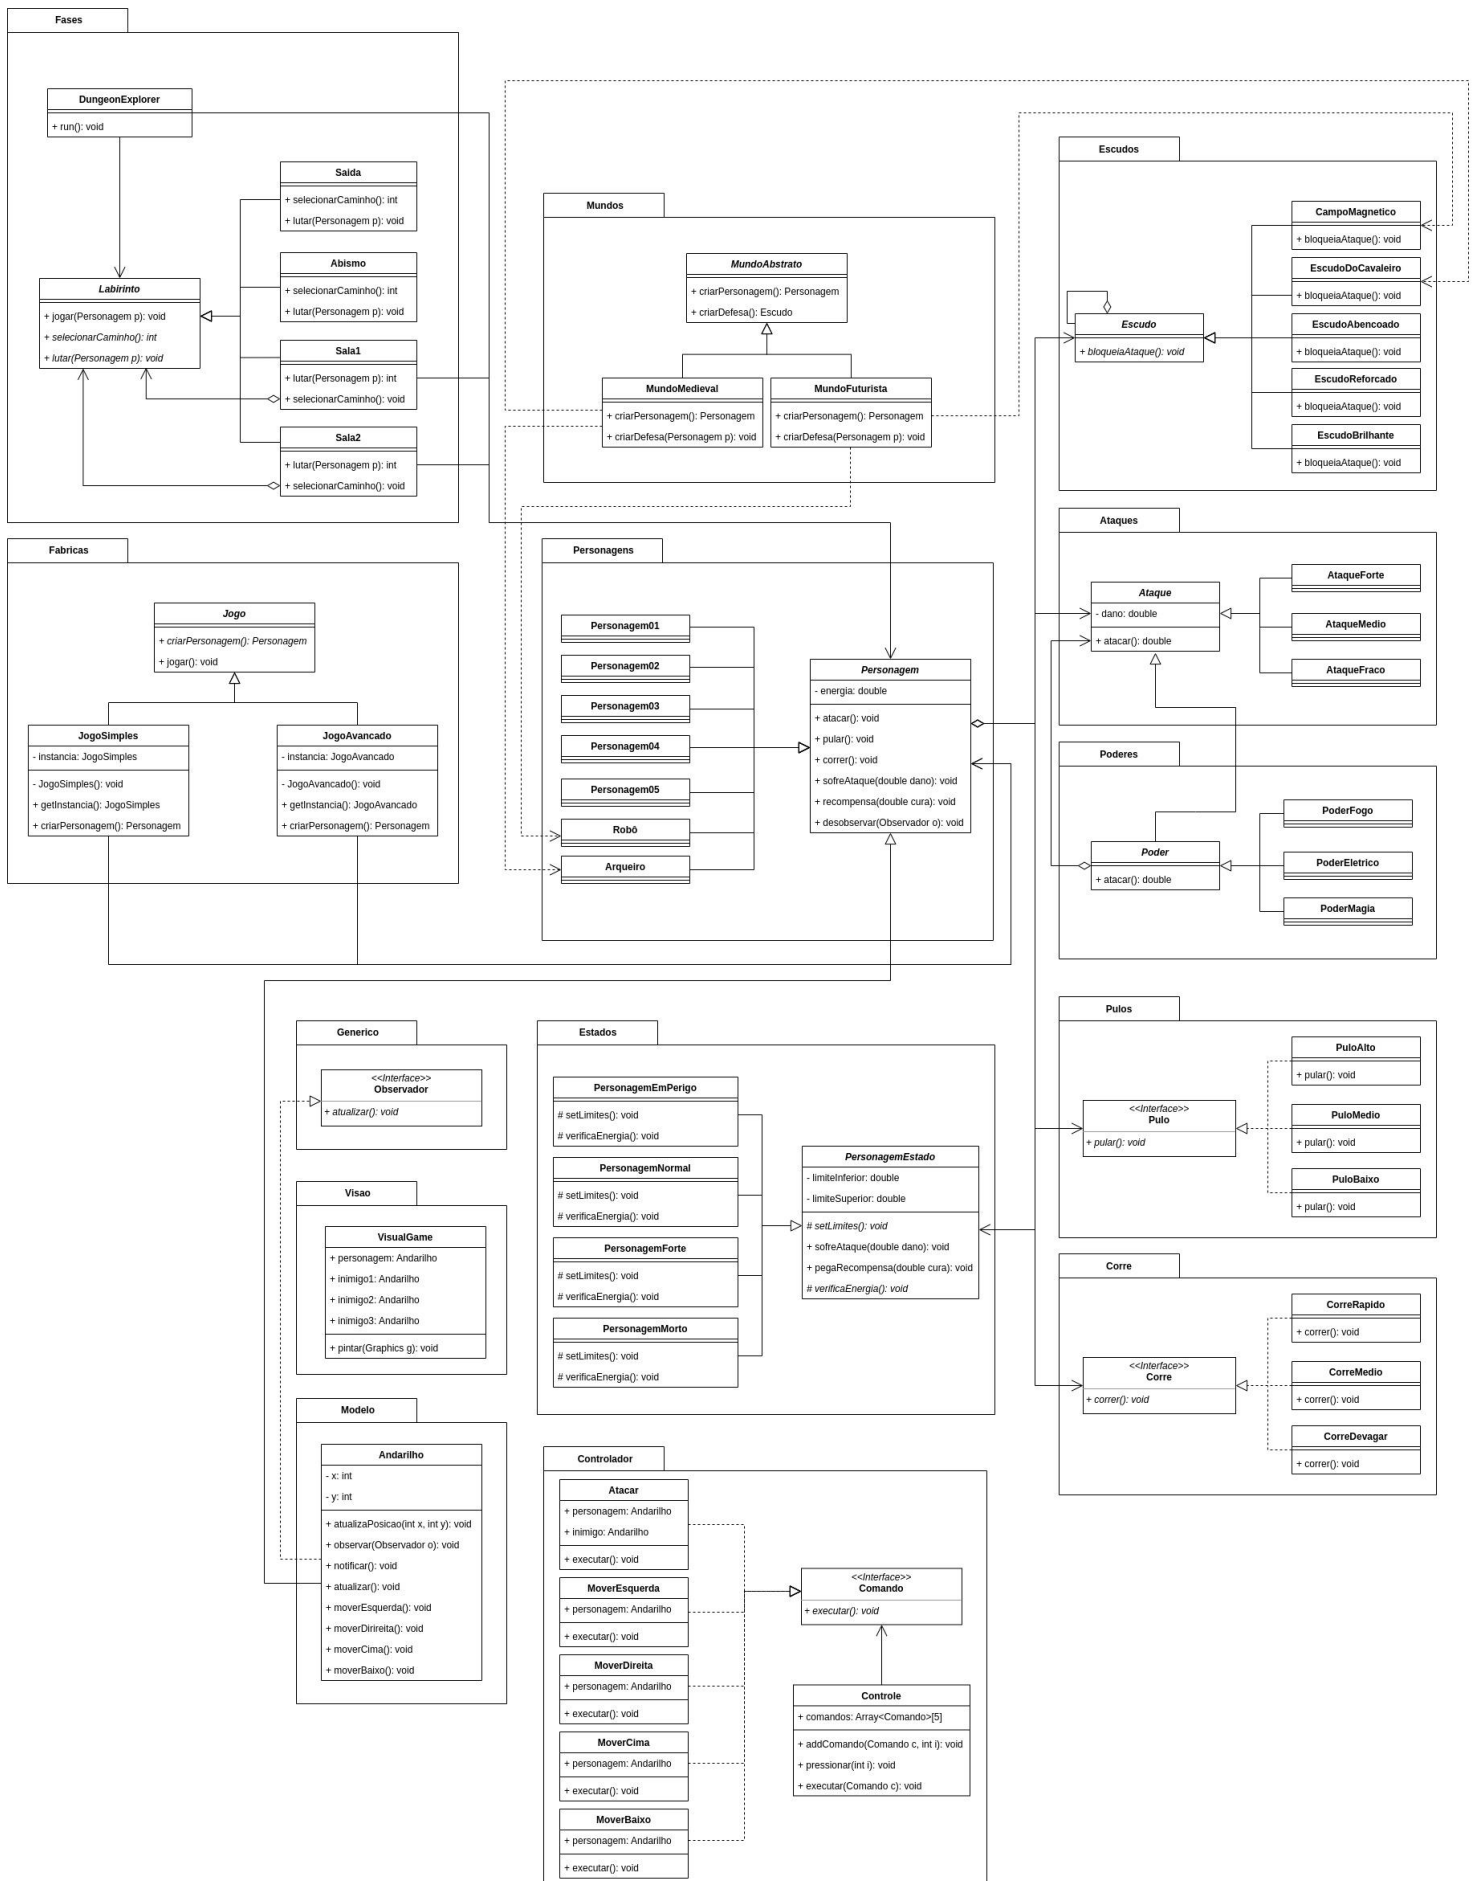 Fases
DungeonExplorer
+ run(): void
Saida
+ selecionarCaminho(): int
+ lutar(Personagem p): void
Abismo
+ selecionarCaminho(): int
+ lutar(Personagem p): void
Labirinto
+ jogar(Personagem p): void
+ selecionarCaminho(): int
+ lutar(Personagem p): void
Sala1
+ lutar(Personagem p): int
+ selecionarCaminho(): void
Sala2
+ lutar(Personagem p): int
+ selecionarCaminho(): void
Mundos
MundoAbstrato
+ criarPersonagem(): Personagem
+ criarDefesa(): Escudo
MundoMedieval
+ criarPersonagem(): Personagem
+ criarDefesa(Personagem p): void
MundoFuturista
+ criarPersonagem(): Personagem
+ criarDefesa(Personagem p): void
Escudos
CampoMagnetico
+ bloqueiaAtaque(): void
EscudoDoCavaleiro
+ bloqueiaAtaque(): void
Escudo
+ bloqueiaAtaque(): void
EscudoAbencoado
+ bloqueiaAtaque(): void
EscudoReforcado
+ bloqueiaAtaque(): void
EscudoBrilhante
+ bloqueiaAtaque(): void
Fabricas
Jogo
+ criarPersonagem(): Personagem
+ jogar(): void
JogoSimples
- instancia: JogoSimples
- JogoSimples(): void
+ getInstancia(): JogoSimples
+ criarPersonagem(): Personagem
JogoAvancado
- instancia: JogoAvancado
- JogoAvancado(): void
+ getInstancia(): JogoAvancado
+ criarPersonagem(): Personagem
Personagens
Personagem01
Personagem02
Personagem03
Personagem04
Personagem05
Robô
Arqueiro
Personagem
- energia: double
+ atacar(): void
+ pular(): void
+ correr(): void
+ sofreAtaque(double dano): void
+ recompensa(double cura): void
+ desobservar(Observador o): void
Ataques
Ataque
- dano: double
+ atacar(): double
AtaqueForte
AtaqueMedio
AtaqueFraco
Poderes
Poder
+ atacar(): double
PoderFogo
PoderEletrico
PoderMagia
Generico
<<Interface>>
Observador
+ atualizar(): void
Visao
VisualGame
+ personagem: Andarilho
+ inimigo1: Andarilho
+ inimigo2: Andarilho
+ inimigo3: Andarilho
+ pintar(Graphics g): void
Modelo
Andarilho
- x: int
- y: int
+ atualizaPosicao(int x, int y): void
+ observar(Observador o): void
+ notificar(): void
+ atualizar(): void
+ moverEsquerda(): void
+ moverDirireita(): void
+ moverCima(): void
+ moverBaixo(): void
Estados
PersonagemEmPerigo
# setLimites(): void
# verificaEnergia(): void
PersonagemNormal
# setLimites(): void
# verificaEnergia(): void
PersonagemForte
# setLimites(): void
# verificaEnergia(): void
PersonagemMorto
# setLimites(): void
# verificaEnergia(): void
PersonagemEstado
- limiteInferior: double
- limiteSuperior: double
# setLimites(): void
+ sofreAtaque(double dano): void
+ pegaRecompensa(double cura): void
# verificaEnergia(): void
Pulos
<<Interface>>
Pulo
+ pular(): void
PuloAlto
+ pular(): void
PuloMedio
+ pular(): void
PuloBaixo
+ pular(): void
Corre
<<Interface>>
Corre
+ correr(): void
CorreRapido
+ correr(): void
CorreMedio
+ correr(): void
CorreDevagar
+ correr(): void
Controlador
Atacar
+ personagem: Andarilho
+ inimigo: Andarilho
+ executar(): void
MoverEsquerda
+ personagem: Andarilho
+ executar(): void
MoverDireita
+ personagem: Andarilho
+ executar(): void
MoverCima
+ personagem: Andarilho
+ executar(): void
MoverBaixo
+ personagem: Andarilho
+ executar(): void
<<Interface>>
Comando
+ executar(): void
Controle
+ comandos: Array<Comando>[5]
+ addComando(Comando c, int i): void
+ pressionar(int i): void
+ executar(Comando c): void